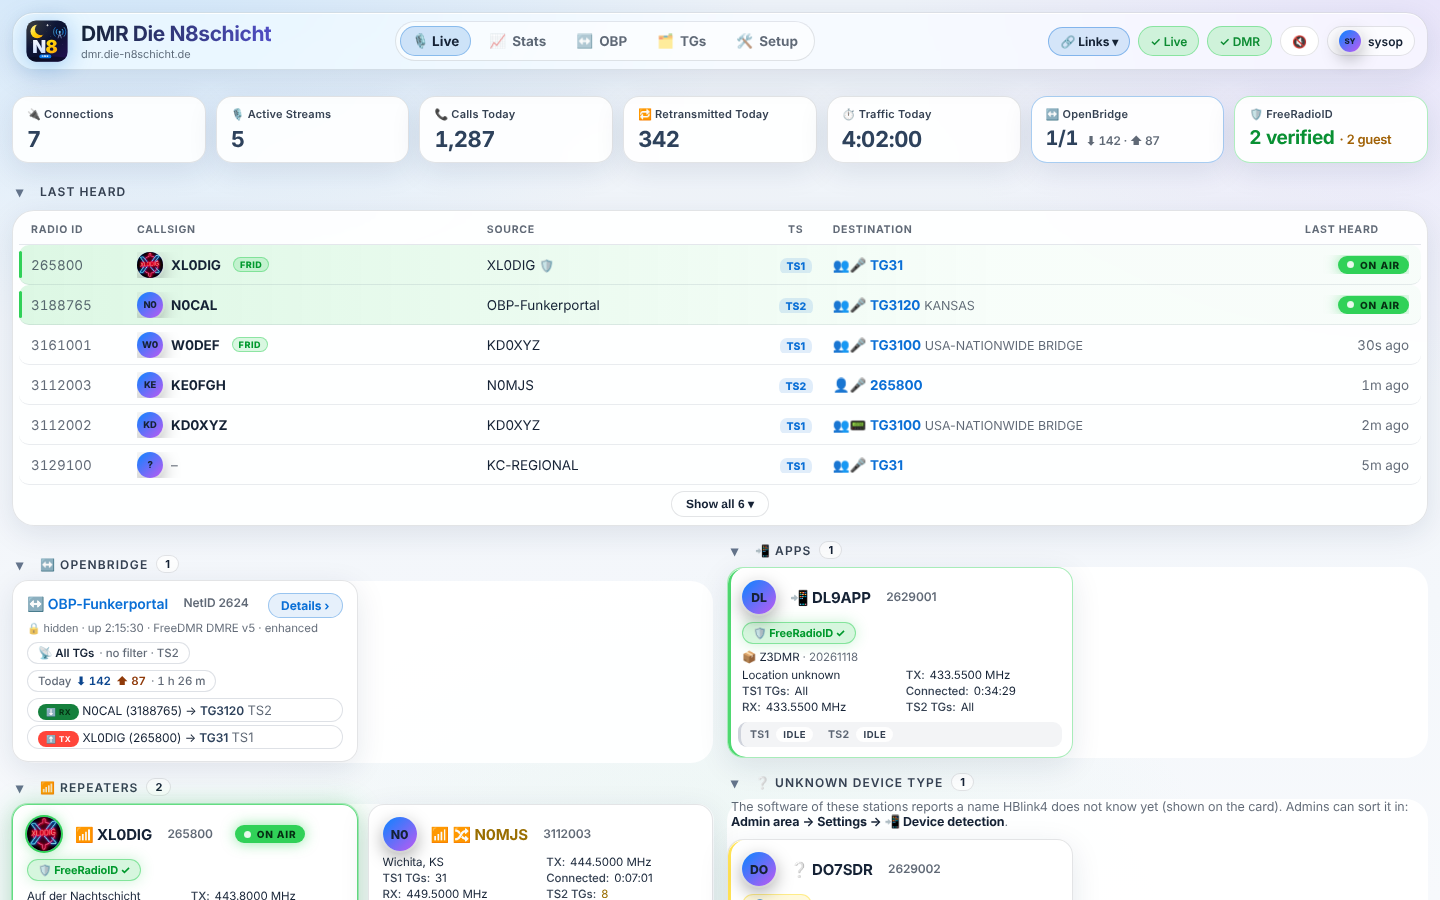 DMR Die N8schicht
dmr.die-n8schicht.de
N8
Live
Stats
OBP
TGs
Setup
Links ▾
✓ Live
✓ DMR
SY
sysop
Connections
7
Active Streams
5
Calls Today
1,287
Retransmitted Today
342
Traffic Today
4:02:00
OpenBridge
1/1 ⬇ 142 · ⬆ 87
FreeRadioID
2 verified · 2 guest
▼ LAST HEARD
RADIO ID CALLSIGN SOURCE TS DESTINATION LAST HEARD
265800 XL0DIG FRID XL0DIG TS1 TG31 ON AIR
3188765 N0 N0CAL OBP-Funkerportal TS2 TG3120 KANSAS ON AIR
3161001 W0 W0DEF FRID KD0XYZ TS1 TG3100 USA-NATIONWIDE BRIDGE 30s ago
3112003 KE KE0FGH N0MJS TS2 265800 1m ago
3112002 KD KD0XYZ KD0XYZ TS1 TG3100 USA-NATIONWIDE BRIDGE 2m ago
3129100 ? – KC-REGIONAL TS1 TG31 5m ago
Show all 6 ▾
▼ OPENBRIDGE 1
OBP-Funkerportal NetID 2624 Details ›
hidden · up 2:15:30 · FreeDMR DMRE v5 · enhanced
All TGs · no filter · TS2
Today ⬇ 142 ⬆ 87 · 1 h 26 m
RX N0CAL (3188765) → TG3120 TS2
TX XL0DIG (265800) → TG31 TS1
▼ APPS 1
DL DL9APP 2629001
FreeRadioID ✓
Z3DMR · 20261118
Location unknown TX: 433.5500 MHz
TS1 TGs: All Connected: 0:34:29
RX: 433.5500 MHz TS2 TGs: All
TS1 IDLE TS2 IDLE
▼ REPEATERS 2
XL0DIG 265800 ON AIR
FreeRadioID ✓
Auf der Nachtschicht TX: 443.8000 MHz
N0 N0MJS 3112003
Wichita, KS TX: 444.5000 MHz
TS1 TGs: 31 Connected: 0:07:01
RX: 449.5000 MHz TS2 TGs: 8
▼ UNKNOWN DEVICE TYPE 1
The software of these stations reports a name HBlink4 does not know yet (shown on the card). Admins can sort it in:
Admin area → Settings → Device detection.
DO DO7SDR 2629002